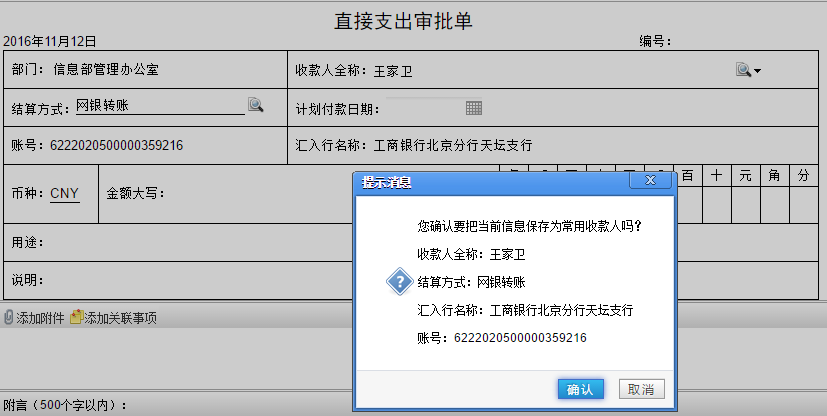 直接支出审批单
2016年11月12日 编号：
部门： 信息部管理办公室 收款人全称：王家卫
结算方式：网银转账 计划付款日期：
账号：6222020500000359216 汇入行名称：工商银行北京分行天坛支行
币种：CNY 金额大写： 百 十 元 角 分
用途：
说明：
提示消息
您确认要把当前信息保存为常用收款人吗？
收款人全称：王家卫
结算方式：网银转账
汇入行名称：工商银行北京分行天坛支行
账号：6222020500000359216
确认 取消
添加附件 添加关联事项
附言（500个字以内）：